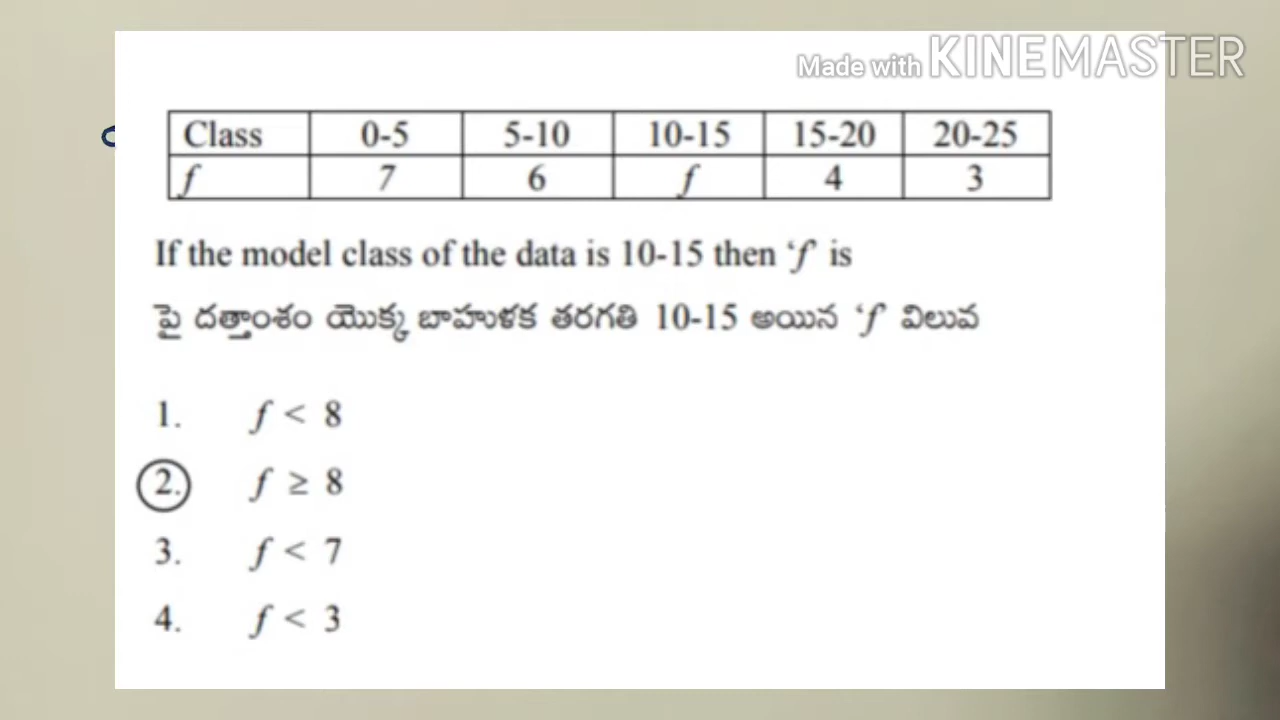 Made with KINEMASTER
Class 0-5 5-10 10-15 15-20 20-25
f 7 6 f 4 3
If the model class of the data is 10-15 then ‘f’ is
పై దత్తాంశం యొక్క బాహుళక తరగతి 10-15 అయిన ‘f’ విలువ
1. f < 8
2. f ≥ 8
3. f < 7
4. f < 3